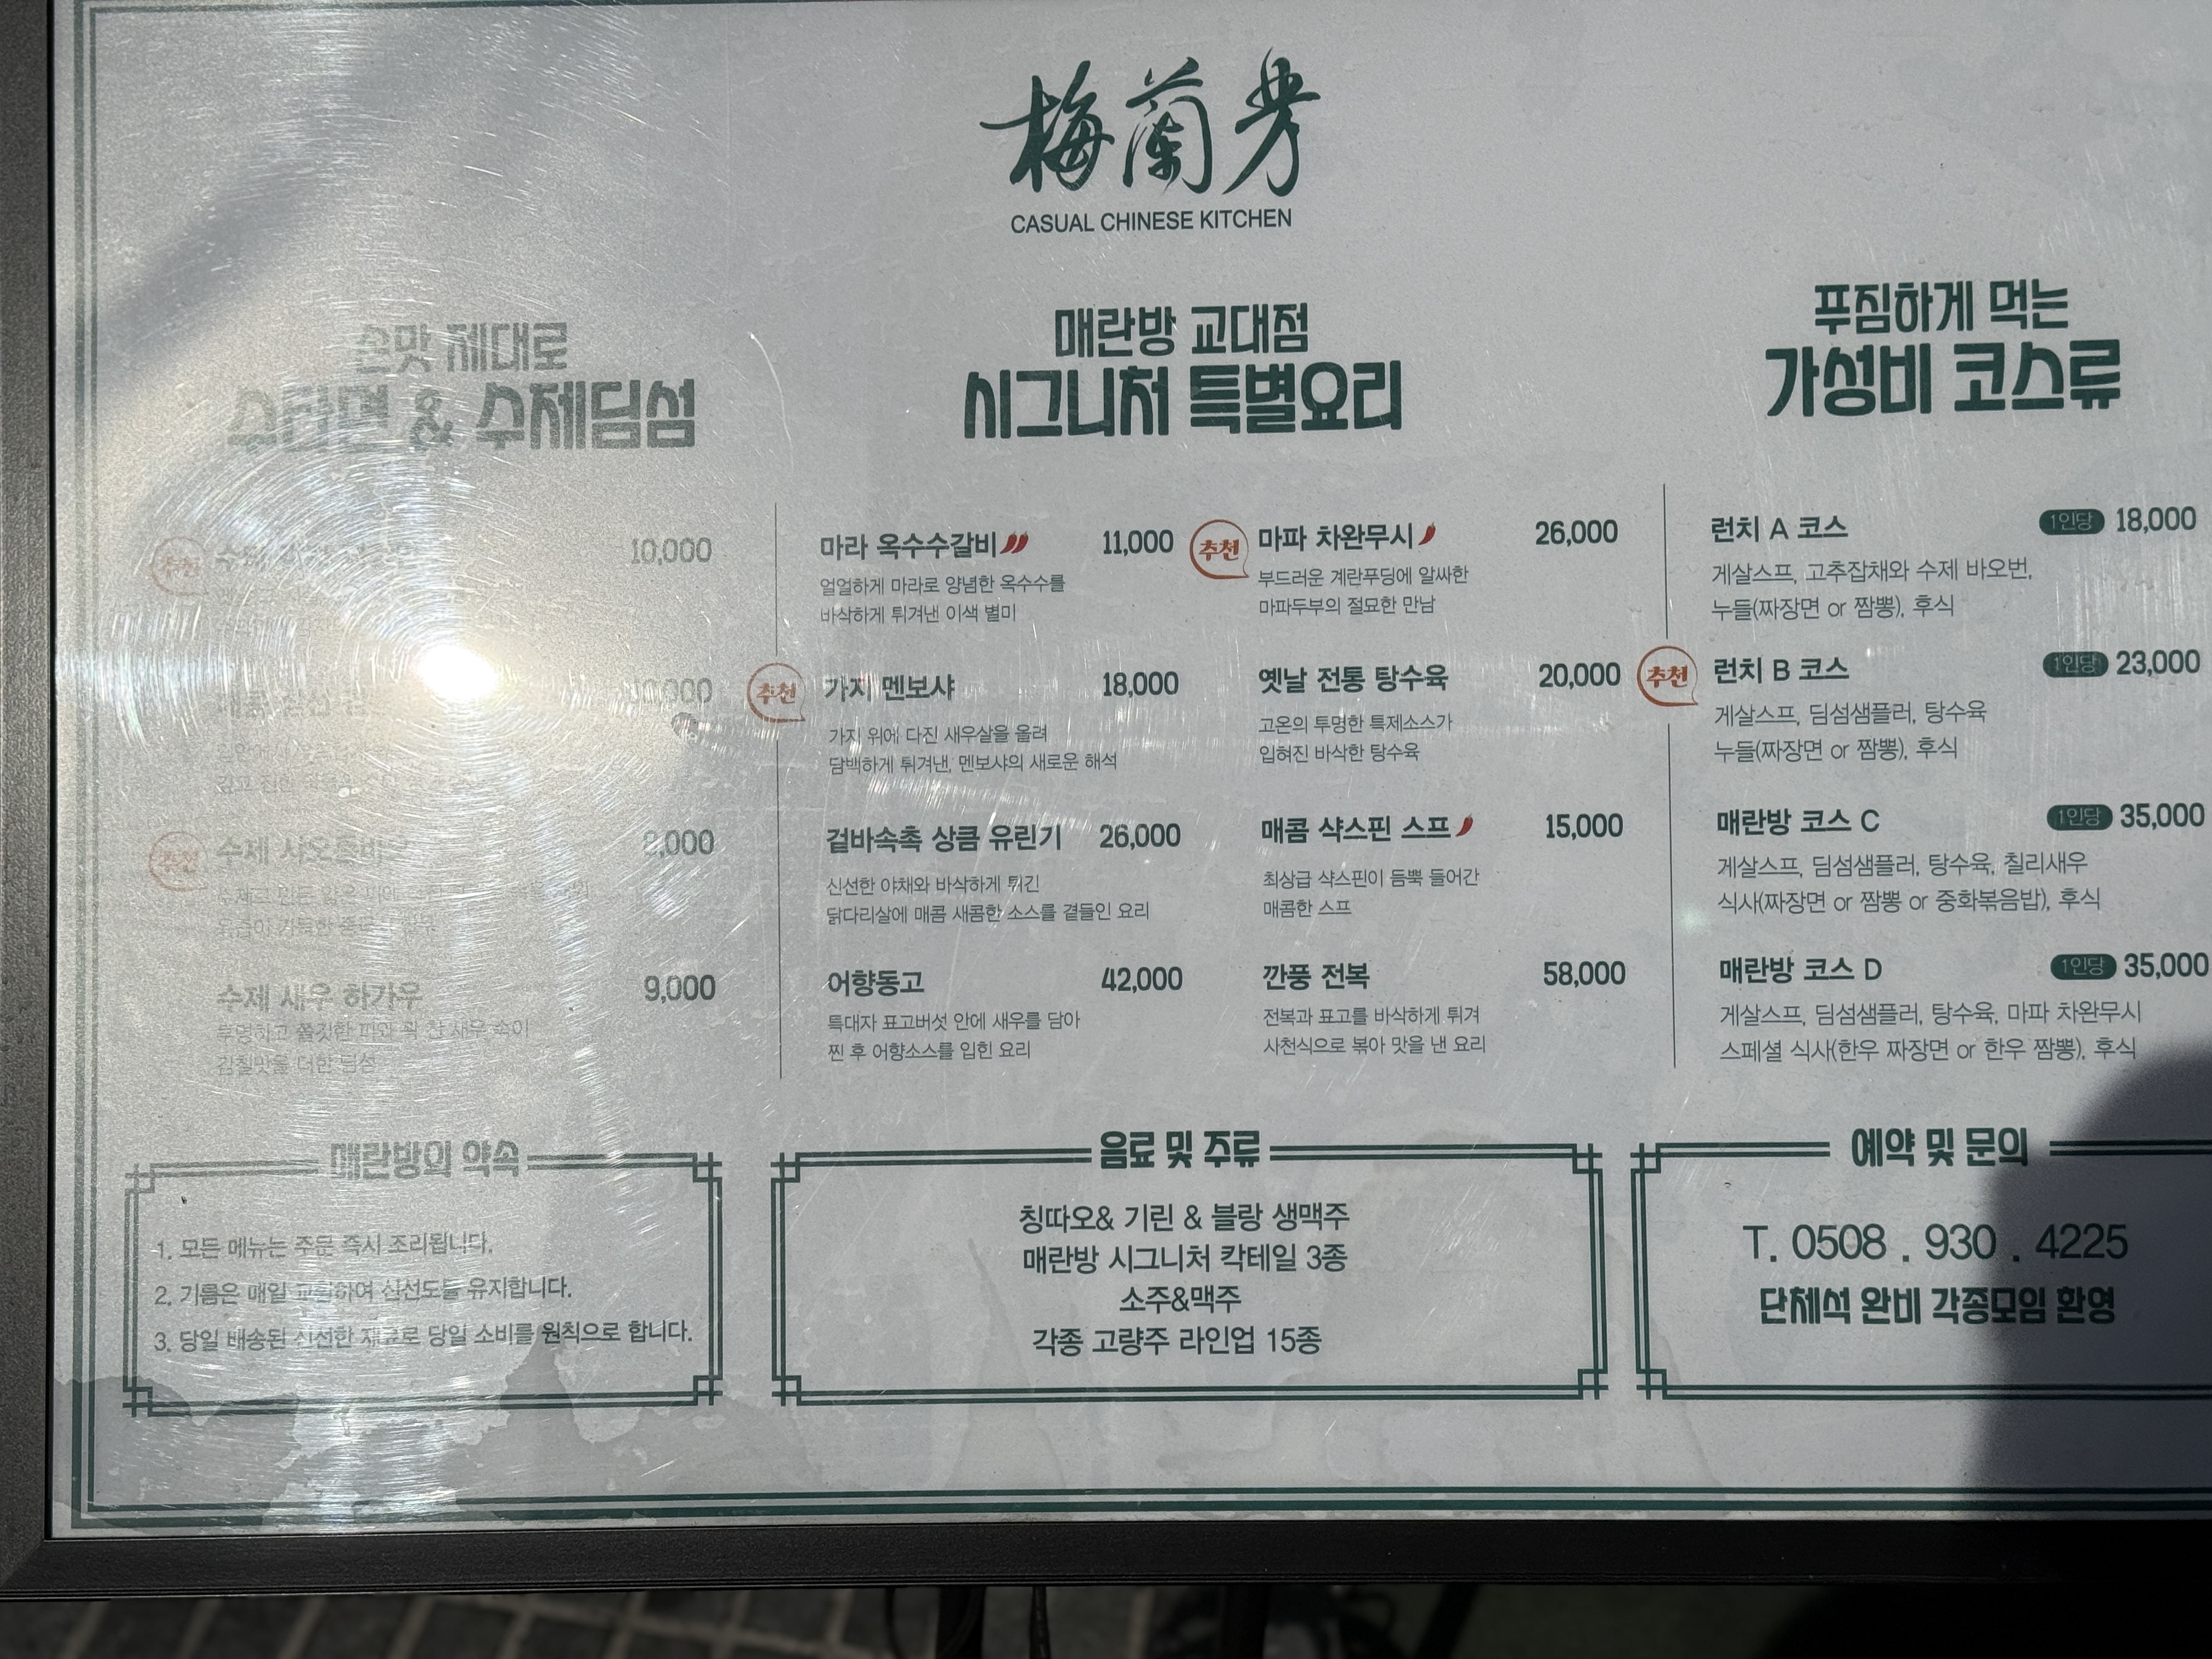 梅蘭芳
CASUAL CHINESE KITCHEN
손맛 제대로
수타면 & 수제딤섬
추천
10,000
추천 수제
수제 새우 하가우 9,000
투명하고 쫄깃한 피와 꽉 찬 새우 속이
감칠맛을 더한 딤섬
매란방 교대점
시그니처 특별요리
마라 옥수수갈비 11,000
얼얼하게 마라로 양념한 옥수수를
바삭하게 튀겨낸 이색 별미
추천 가지 멘보샤 18,000
가지 위에 다진 새우살을 올려
담백하게 튀겨낸, 멘보샤의 새로운 해석
겉바속촉 상큼 유린기 26,000
신선한 야채와 바삭하게 튀긴
닭다리살에 매콤 새콤한 소스를 곁들인 요리
어향동고 42,000
특대자 표고버섯 안에 새우를 담아
찐 후 어향소스를 입힌 요리
추천 마파 차완무시 26,000
부드러운 계란푸딩에 알싸한
마파두부의 절묘한 만남
옛날 전통 탕수육 20,000
고온의 투명한 특제소스가
입혀진 바삭한 탕수육
매콤 샥스핀 스프 15,000
최상급 샥스핀이 듬뿍 들어간
매콤한 스프
깐풍 전복 58,000
전복과 표고를 바삭하게 튀겨
사천식으로 볶아 맛을 낸 요리
푸짐하게 먹는
가성비 코스류
런치 A 코스 1인당 18,000
게살스프, 고추잡채와 수제 바오번,
누들(짜장면 or 짬뽕), 후식
추천 런치 B 코스 1인당 23,000
게살스프, 딤섬샘플러, 탕수육
누들(짜장면 or 짬뽕), 후식
매란방 코스 C 1인당 35,000
게살스프, 딤섬샘플러, 탕수육, 칠리새우
식사(짜장면 or 짬뽕 or 중화볶음밥), 후식
매란방 코스 D 1인당 35,000
게살스프, 딤섬샘플러, 탕수육, 마파 차완무시
스페셜 식사(한우 짜장면 or 한우 짬뽕), 후식
매란방의 약속
1. 모든 메뉴는 주문 즉시 조리됩니다.
2. 기름은 매일 교환하여 신선도를 유지합니다.
3. 당일 배송된 신선한 재료로 당일 소비를 원칙으로 합니다.
음료 및 주류
칭따오& 기린 & 블랑 생맥주
매란방 시그니처 칵테일 3종
소주&맥주
각종 고량주 라인업 15종
예약 및 문의
T. 0508 . 930 . 4225
단체석 완비 각종모임 환영